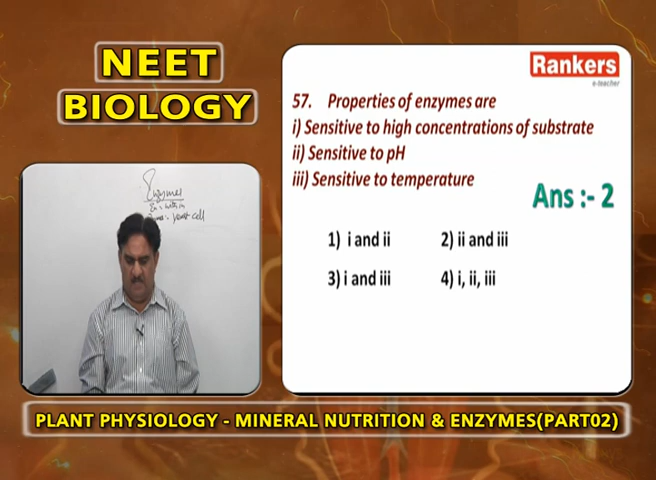 NEET
BIOLOGY
Rankers
e-teacher
57. Properties of enzymes are
i) Sensitive to high concentrations of substrate
ii) Sensitive to pH
iii) Sensitive to temperature
Ans :- 2
1) i and ii 2) ii and iii
3) i and iii 4) i, ii, iii
Enzymes
yeast cell
PLANT PHYSIOLOGY - MINERAL NUTRITION & ENZYMES(PART02)